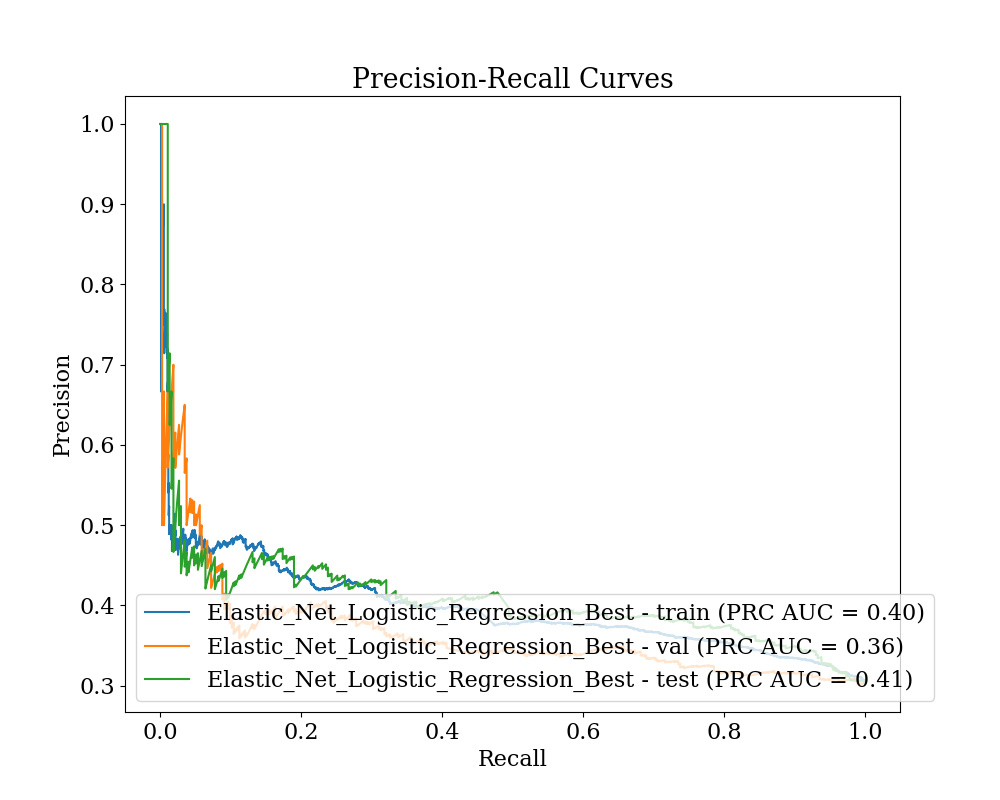 Precision-Recall Curves
1.0
0.9
0.8
0.7
0.6
0.5
0.4
0.3
Precision
Elastic_Net_Logistic_Regression_Best - train (PRC AUC = 0.40)
Elastic_Net_Logistic_Regression_Best - val (PRC AUC = 0.36)
Elastic_Net_Logistic_Regression_Best - test (PRC AUC = 0.41)
0.0 0.2 0.4 0.6 0.8 1.0
Recall